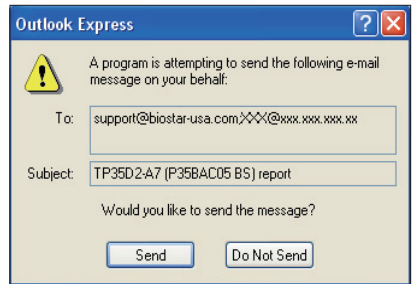 Outlook Express
A program is attempting to send the following e-mail
message on your behalf:
To: support@biostar-usa.com;XXX@xxx.xxx.xxx.xx
Subject: TP35D2-A7 (P35BAC05 BS) report
Would you like to send the message?
Send Do Not Send